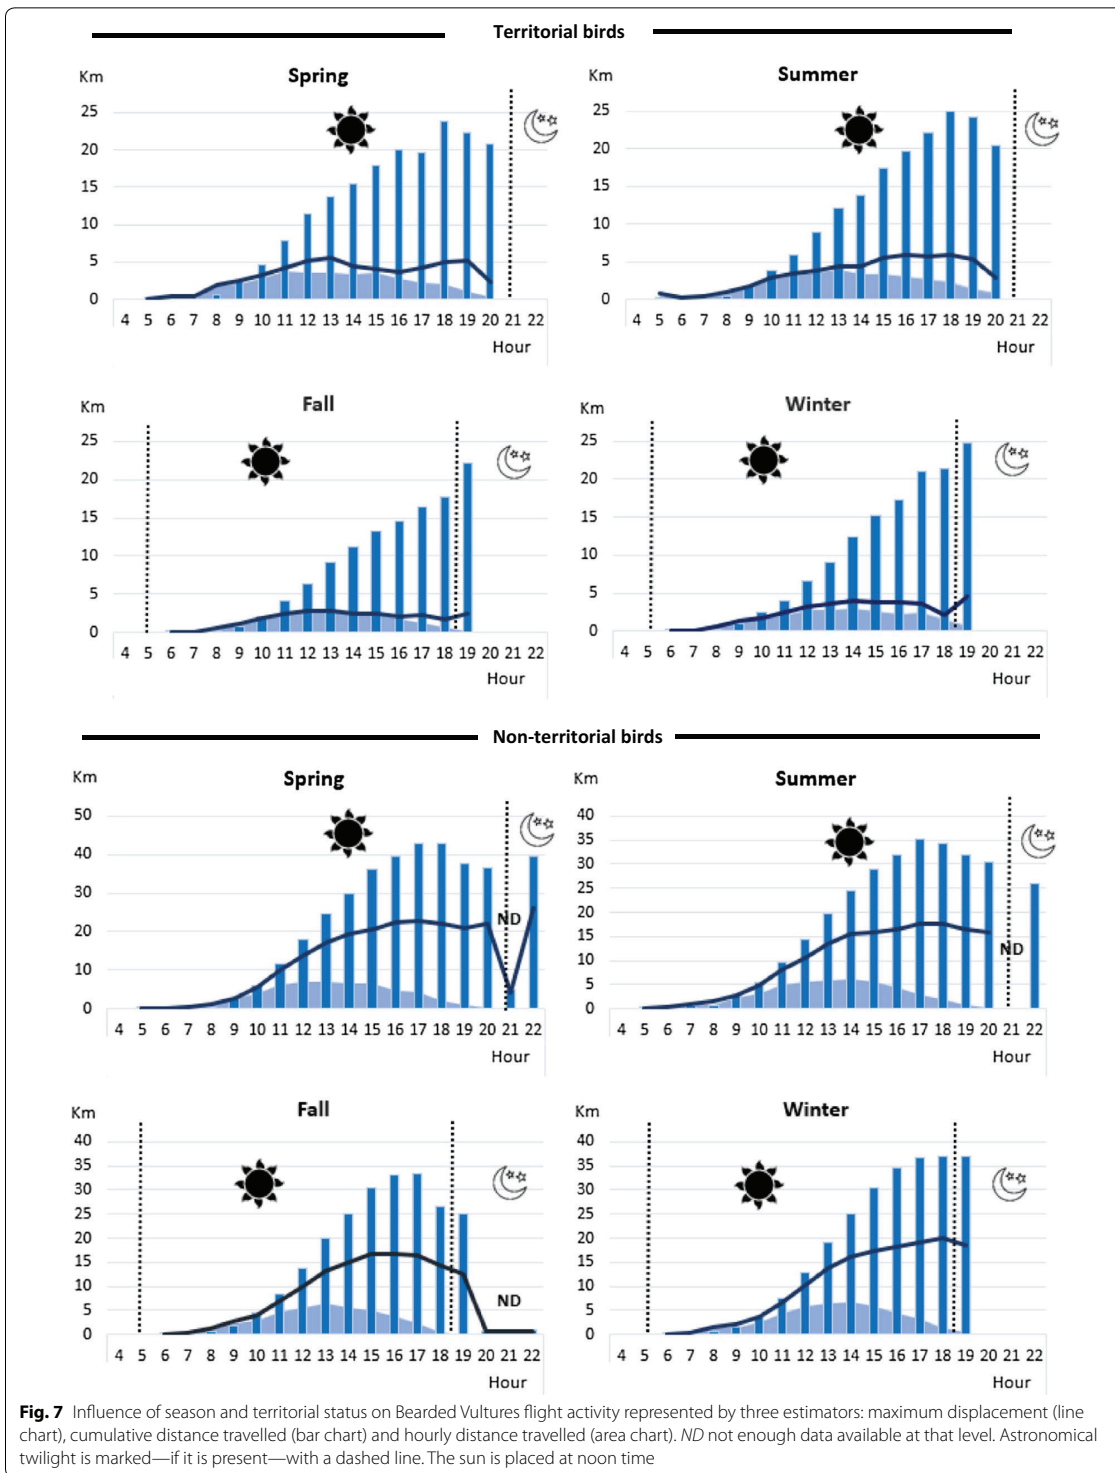 Territorial birds
Spring
Km
25
20
15
10
5
0
4 5 6 7 8 9 10 11 12 13 14 15 16 17 18 19 20 21 22
Hour
Summer
Km
25
20
15
10
5
0
4 5 6 7 8 9 10 11 12 13 14 15 16 17 18 19 20 21 22
Hour
Fall
Km
25
20
15
10
5
0
4 5 6 7 8 9 10 11 12 13 14 15 16 17 18 19 20 21 22
Hour
Winter
Km
25
20
15
10
5
0
4 5 6 7 8 9 10 11 12 13 14 15 16 17 18 19 20 21 22
Hour
Non-territorial birds
Spring
Km
50
40
30
20
10
0
ND
4 5 6 7 8 9 10 11 12 13 14 15 16 17 18 19 20 21 22
Hour
Summer
Km
40
35
30
25
20
15
10
5
0
ND
4 5 6 7 8 9 10 11 12 13 14 15 16 17 18 19 20 21 22
Hour
Fall
Km
40
35
30
25
20
15
10
5
0
ND
4 5 6 7 8 9 10 11 12 13 14 15 16 17 18 19 20 21 22
Hour
Winter
Km
40
35
30
25
20
15
10
5
0
4 5 6 7 8 9 10 11 12 13 14 15 16 17 18 19 20 21 22
Hour
Fig. 7 Influence of season and territorial status on Bearded Vultures flight activity represented by three estimators: maximum displacement (line
chart), cumulative distance travelled (bar chart) and hourly distance travelled (area chart). ND not enough data available at that level. Astronomical
twilight is marked—if it is present—with a dashed line. The sun is placed at noon time